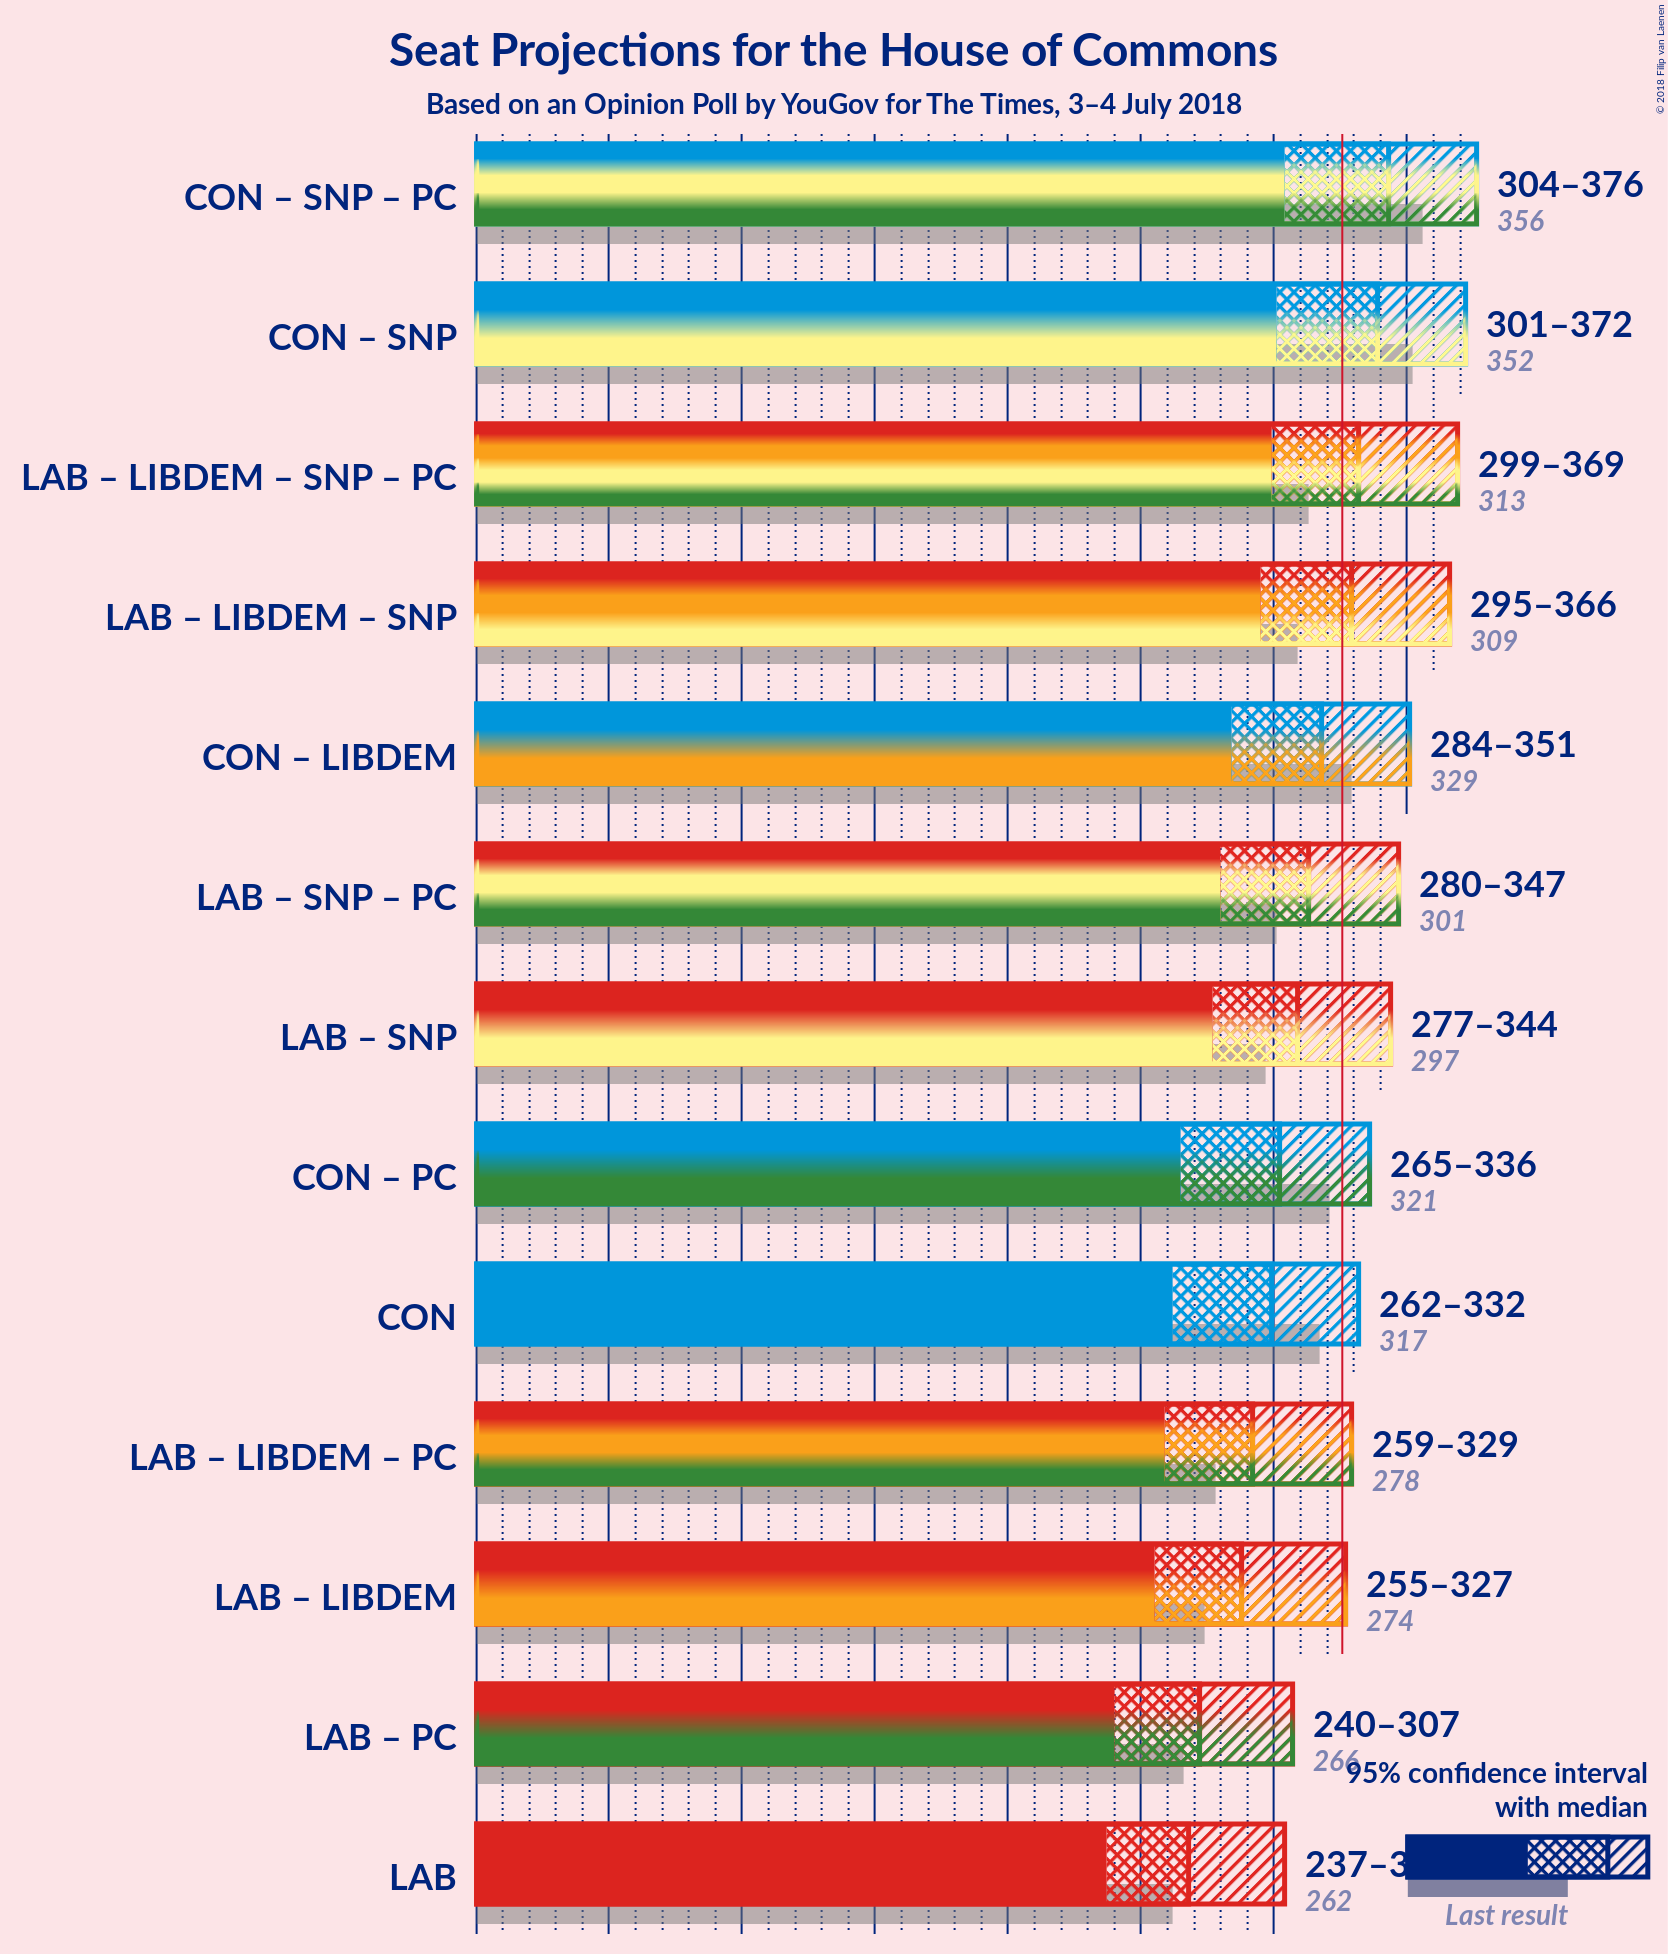 © 2018 Filip van Laenen
Seat Projections for the House of Commons
Based on an Opinion Poll by YouGov for The Times, 3–4 July 2018
CON – SNP – PC
304–376
356
CON – SNP
301–372
352
LAB – LIBDEM – SNP – PC
299–369
313
LAB – LIBDEM – SNP
295–366
309
CON – LIBDEM
284–351
329
LAB – SNP – PC
280–347
301
LAB – SNP
277–344
297
CON – PC
265–336
321
CON
262–332
317
LAB – LIBDEM – PC
259–329
278
LAB – LIBDEM
255–327
274
LAB – PC
240–307
266
95% confidence interval
with median
LAB
237–3
262
Last result